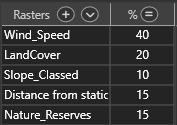 Rasters %
Wind_Speed 40
LandCover 20
Slope_Classed 10
Distance from static 15
Nature_Reserves 15